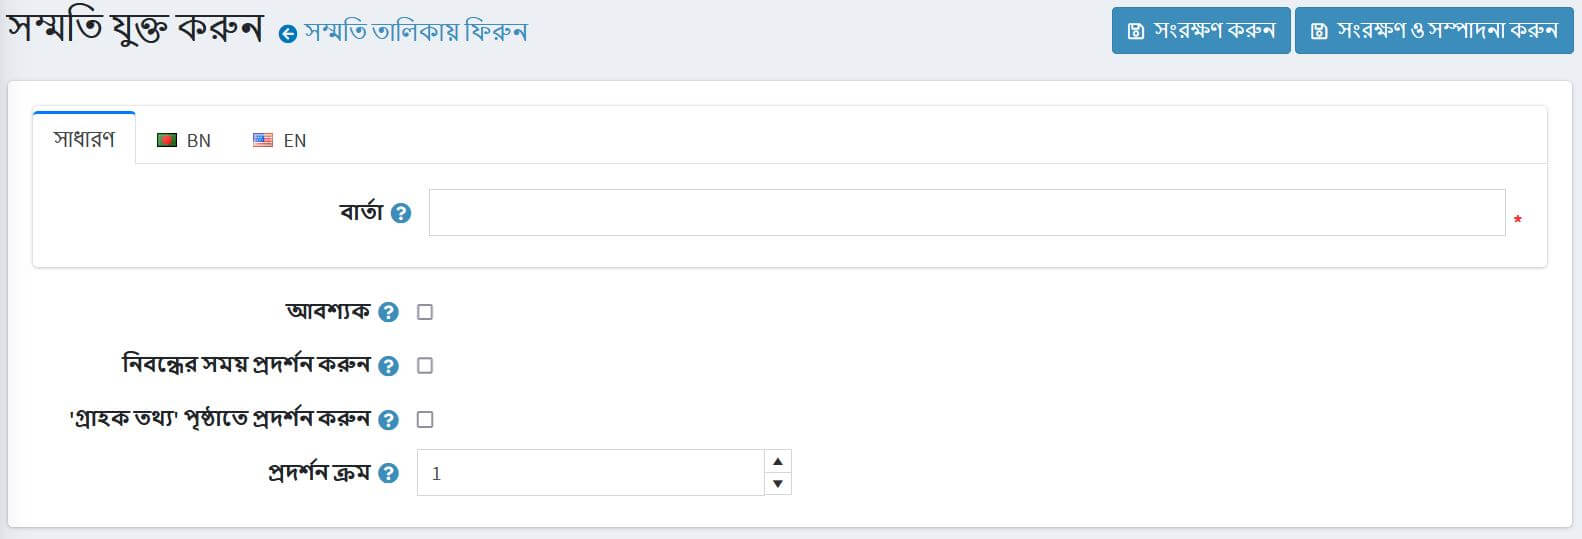 সম্মতি যুক্ত করুন সম্মতি তালিকায় ফিরুন সংরক্ষণ করুন সংরক্ষণ ও সম্পাদনা করুন
সাধারণ BN EN
বার্তা *
আবশ্যক
নিবন্ধের সময় প্রদর্শন করুন
'গ্রাহক তথ্য' পৃষ্ঠাতে প্রদর্শন করুন
প্রদর্শন ক্রম 1